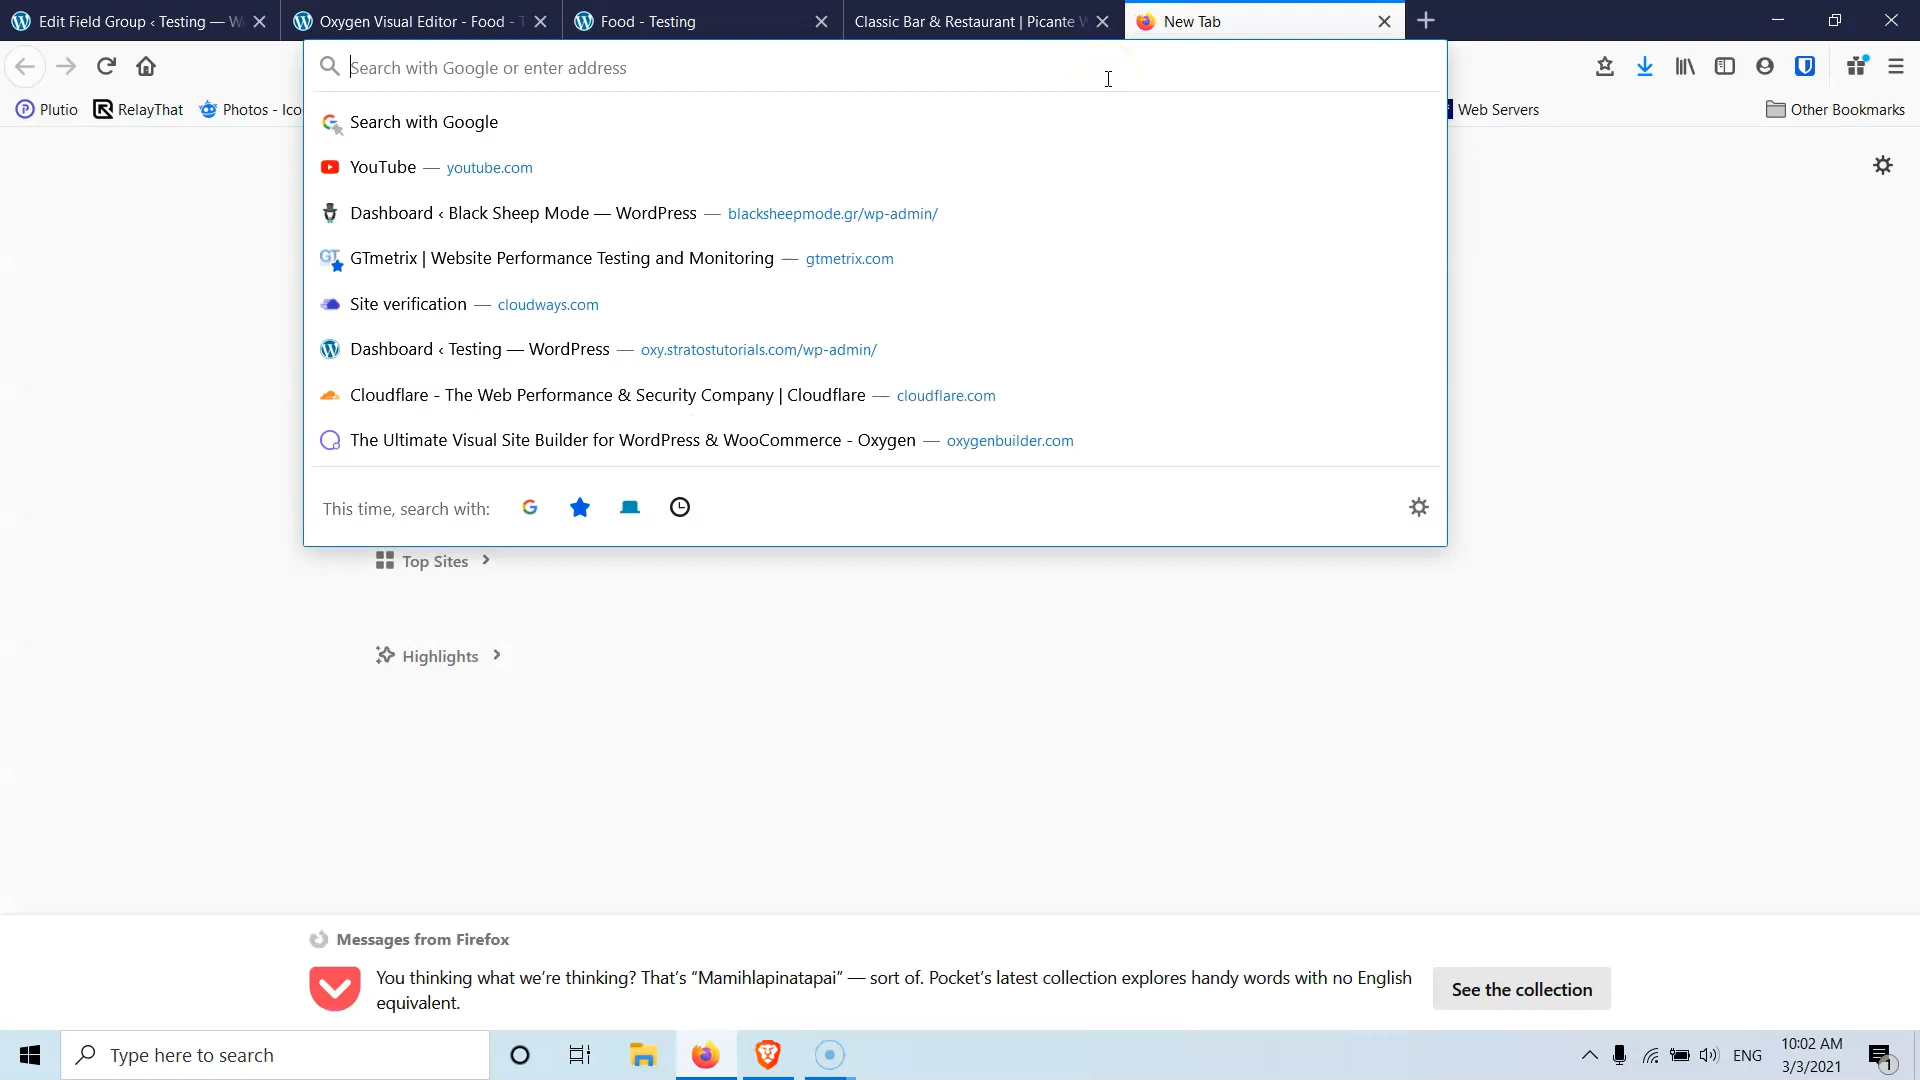 Edit Field Group ‹ Testing — W
Oxygen Visual Editor - Food - T
Food - Testing
Classic Bar & Restaurant | Picante W
New Tab
Search with Google or enter address
Plutio
RelayThat
Photos - Ico
Web Servers
Other Bookmarks
Search with Google
YouTube — youtube.com
Dashboard ‹ Black Sheep Mode — WordPress — blacksheepmode.gr/wp-admin/
GTmetrix | Website Performance Testing and Monitoring — gtmetrix.com
Site verification — cloudways.com
Dashboard ‹ Testing — WordPress — oxy.stratostutorials.com/wp-admin/
Cloudflare - The Web Performance & Security Company | Cloudflare — cloudflare.com
The Ultimate Visual Site Builder for WordPress & WooCommerce - Oxygen — oxygenbuilder.com
This time, search with:
Top Sites
Highlights
Messages from Firefox
You thinking what we’re thinking? That’s “Mamihlapinatapai” — sort of. Pocket’s latest collection explores handy words with no English
equivalent.
See the collection
Type here to search
ENG
10:02 AM
3/3/2021
1